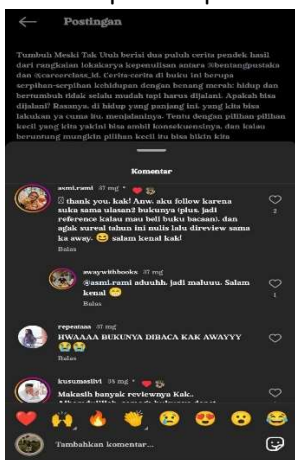 Postingan
Tumbuh Meski Tak Utuh berisi dua puluh cerita pendek hasil
dari rangkaian lokakarya kepenulisan antara @bentangpustaka
dan @careerclass_id. Cerita-cerita di buku ini berupa
serpihan-serpihan kehidupan dengan benang merah: hidup dan
bertumbuh tidak selalu mudah tapi harus dijalani. Apakah bisa
dijalani? Rasanya, di hidup yang panjang ini, yang kita bisa
lakukan ya cuma itu, menjalaninya. Tentu dengan pilihan-pilihan
kecil yang kita yakini bisa ambil konsekuensinya, dan kalau
beruntung mungkin pilihan kecil itu bisa bikin kita
Komentar
asmi.rami 37 mg
thank you, kak! Anw, aku follow karena
suka sama ulasan2 bukunya (plus, jadi
reference kalau mau beli buku bacaan), dan
agak sureal tahun ini nulis lalu direview sama
ka away. 😄 salam kenal kak!
2
Balas
awaywithbooks 37 mg
@asmi.rami aduuhh, jadi maluuu. Salam
kenal 😁
1
Balas
repeataas 37 mg
HWAAAA BUKUNYA DIBACA KAK AWAYYY
😭😭
Balas
kusumasilvi 38 mg
Makasih banyak reviewnya Kak..
❤️ 🙌 🔥 👏 😢 😍 😮 😂
Tambahkan komentar...